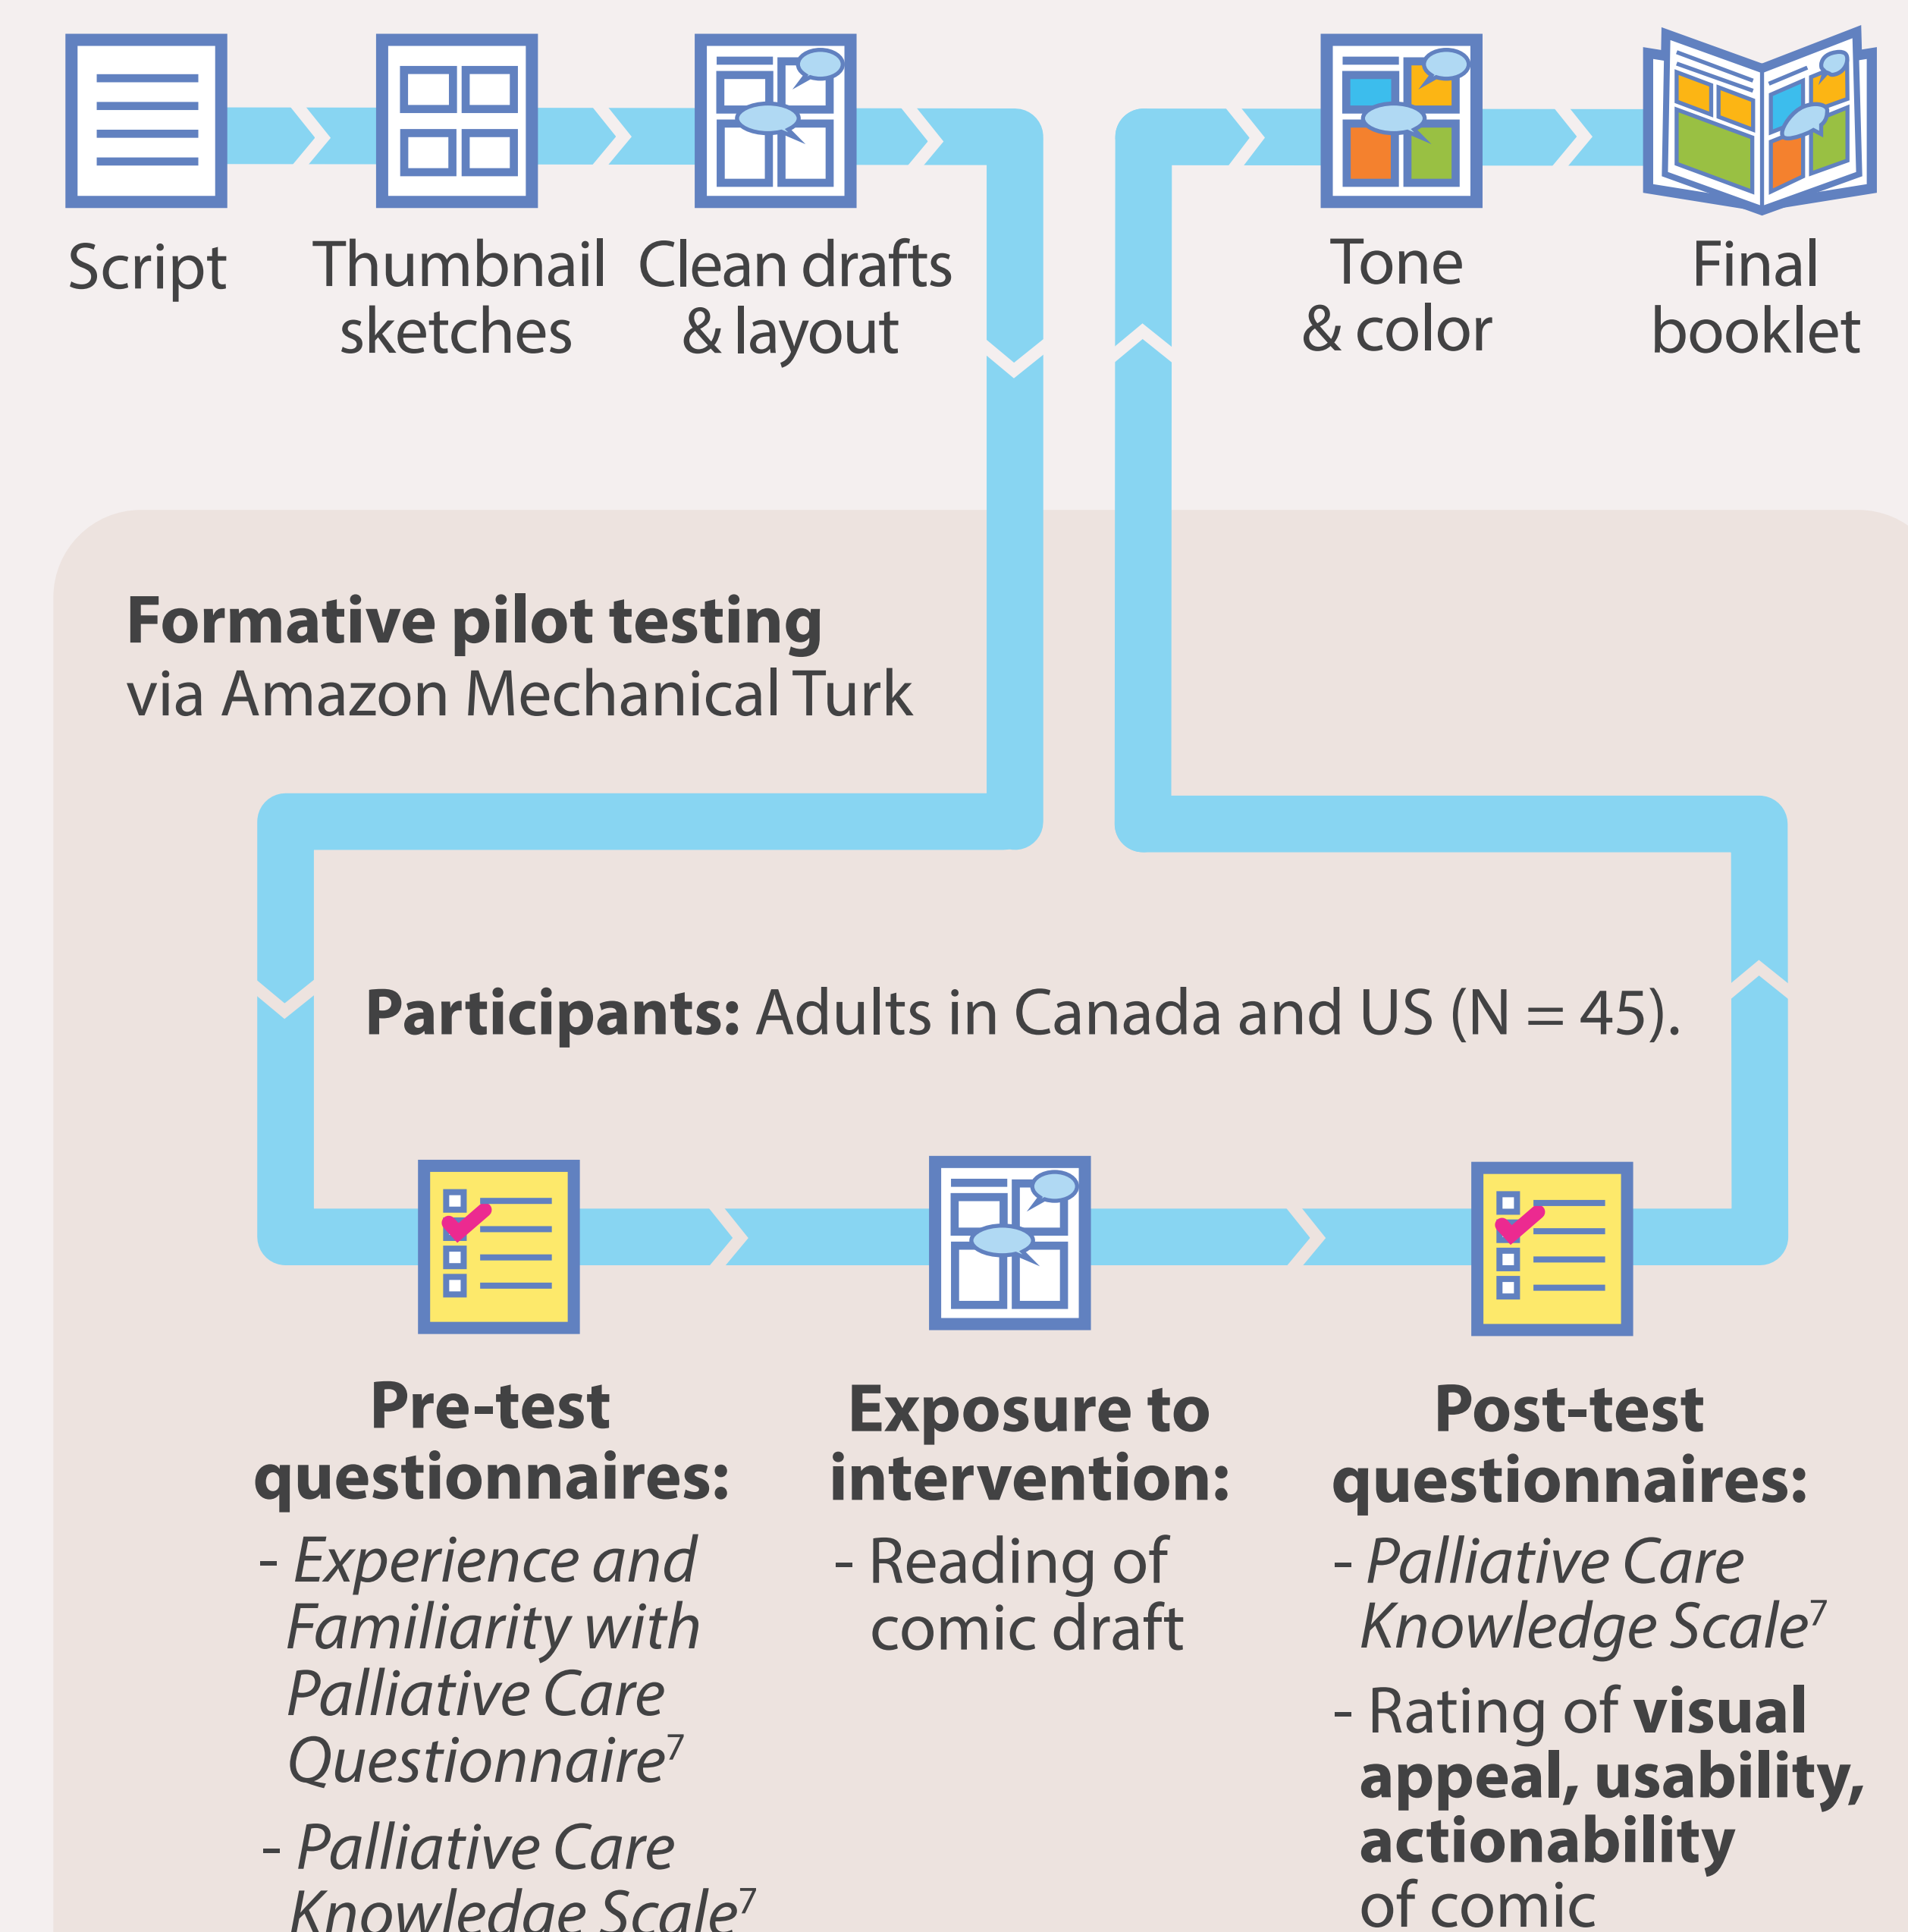 Script
Thumbnail
sketches
Clean drafts
& layout
Tone
& color
Final
booklet
Formative pilot testing
via Amazon Mechanical Turk
Participants: Adults in Canada and US (N = 45).
Pre-test
questionnaires:
- Experience and
Familiarity with
Palliative Care
Questionnaire⁷
- Palliative Care
Knowledge Scale⁷
Exposure to
intervention:
- Reading of
comic draft
Post-test
questionnaires:
- Palliative Care
Knowledge Scale⁷
- Rating of visual
appeal, usability,
actionability
of comic